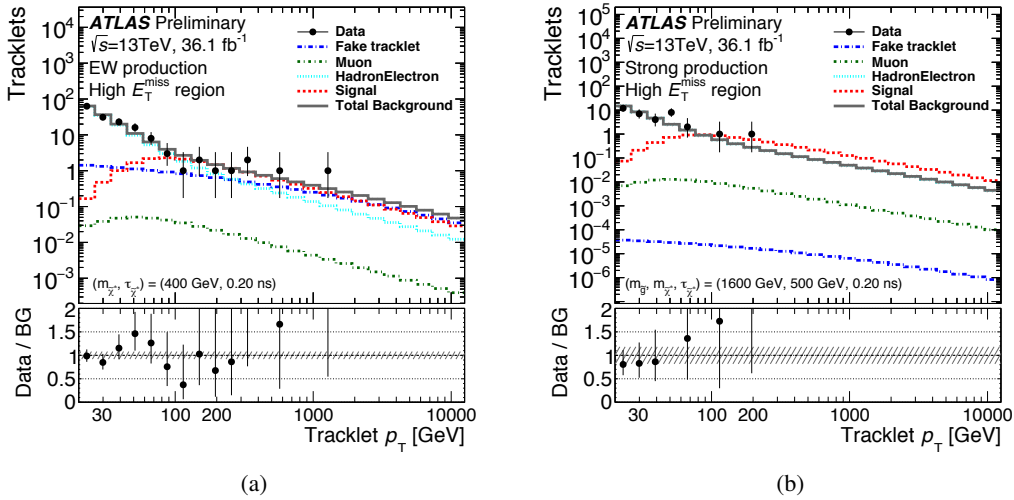 ATLAS Preliminary
√s=13TeV, 36.1 fb⁻¹
EW production
High E_T^miss region
Data
Fake tracklet
Muon
HadronElectron
Signal
Total Background
Tracklets
10³
10²
10
1
10⁻¹
10⁻²
10⁻³
(m_χ̃±, τ_χ̃±) = (400 GeV, 0.20 ns)
Data / BG
2
1.5
1
0.5
0
30 100 200 1000 10000
Tracklet p_T [GeV]
(a)
ATLAS Preliminary
√s=13TeV, 36.1 fb⁻¹
Strong production
High E_T^miss region
Data
Fake tracklet
Muon
HadronElectron
Signal
Total Background
Tracklets
10⁵
10⁴
10³
10²
10
1
10⁻¹
10⁻²
10⁻³
10⁻⁴
10⁻⁵
10⁻⁶
(m_g̃, m_χ̃±, τ_χ̃±) = (1600 GeV, 500 GeV, 0.20 ns)
Data / BG
2
1.5
1
0.5
0
30 100 200 1000 10000
Tracklet p_T [GeV]
(b)